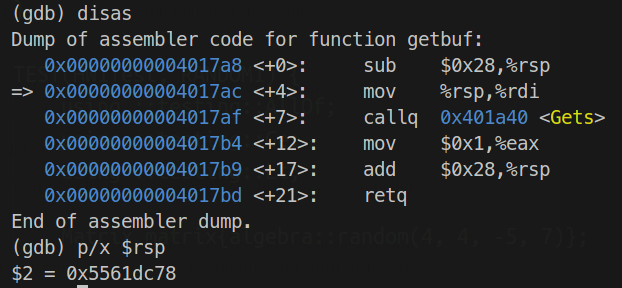 (gdb) disas
Dump of assembler code for function getbuf:
   0x00000000004017a8 <+0>:     sub    $0x28,%rsp
=> 0x00000000004017ac <+4>:     mov    %rsp,%rdi
   0x00000000004017af <+7>:     callq  0x401a40 <Gets>
   0x00000000004017b4 <+12>:    mov    $0x1,%eax
   0x00000000004017b9 <+17>:    add    $0x28,%rsp
   0x00000000004017bd <+21>:    retq
End of assembler dump.
(gdb) p/x $rsp
$2 = 0x5561dc78